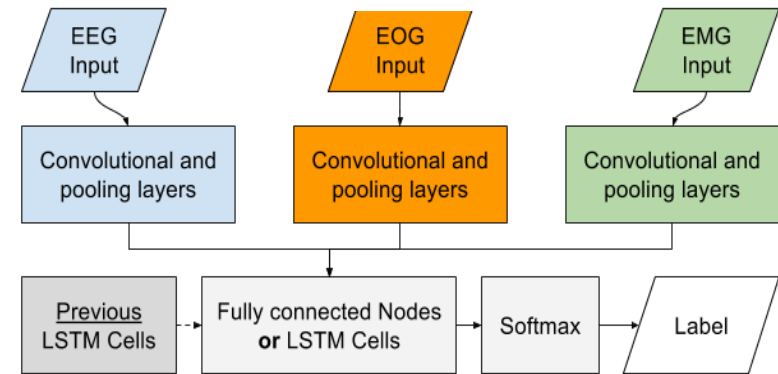 EEG
Input
EOG
Input
EMG
Input
Convolutional and
pooling layers
Convolutional and
pooling layers
Convolutional and
pooling layers
Previous
LSTM Cells
Fully connected Nodes
or LSTM Cells
Softmax
Label